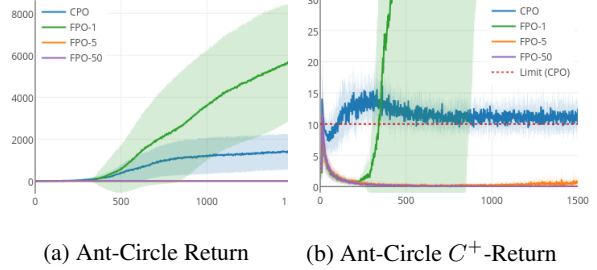 CPO
FPO-1
FPO-5
FPO-50
8000
6000
4000
2000
0
0
500
1000
CPO
FPO-1
FPO-5
FPO-50
Limit (CPO)
30
25
20
15
10
5
0
0
500
1000
1500
(a) Ant-Circle Return
(b) Ant-Circle C⁺-Return